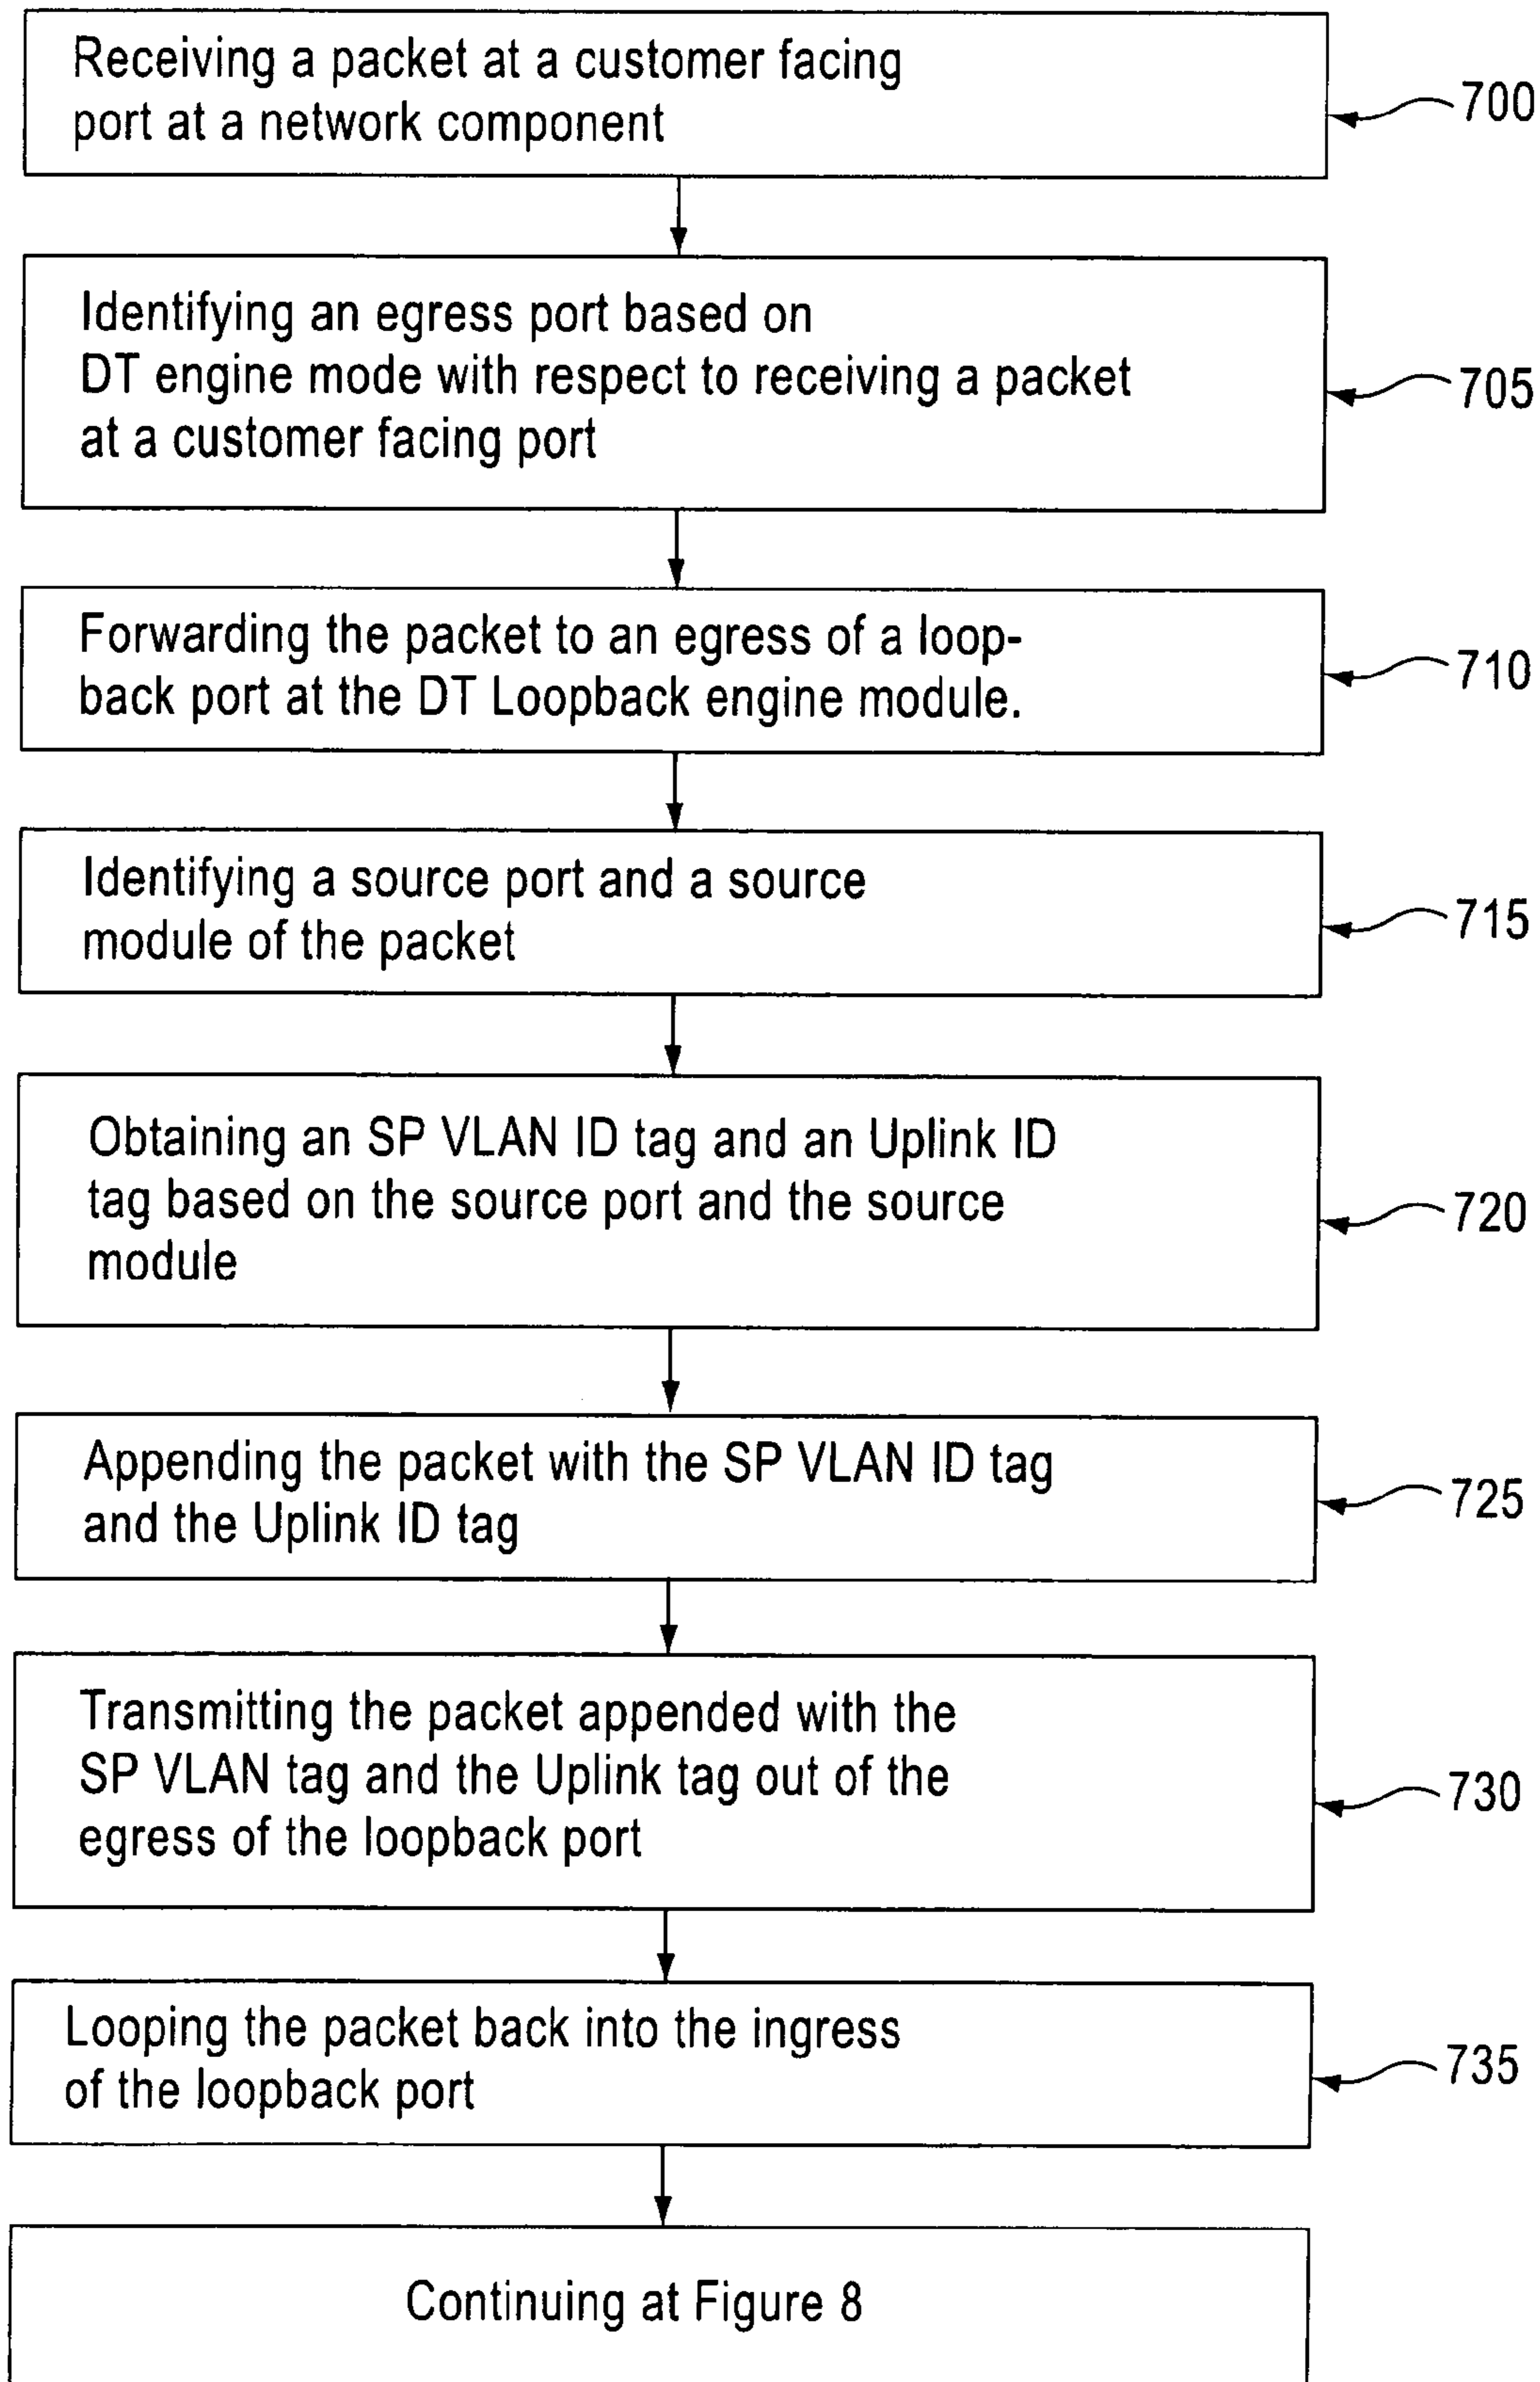 Receiving a packet at a customer facing
port at a network component
700
Identifying an egress port based on
DT engine mode with respect to receiving a packet
at a customer facing port
705
Forwarding the packet to an egress of a loop-
back port at the DT Loopback engine module.
710
Identifying a source port and a source
module of the packet
715
Obtaining an SP VLAN ID tag and an Uplink ID
tag based on the source port and the source
module
720
Appending the packet with the SP VLAN ID tag
and the Uplink ID tag
725
Transmitting the packet appended with the
SP VLAN tag and the Uplink tag out of the
egress of the loopback port
730
Looping the packet back into the ingress
of the loopback port
735
Continuing at Figure 8